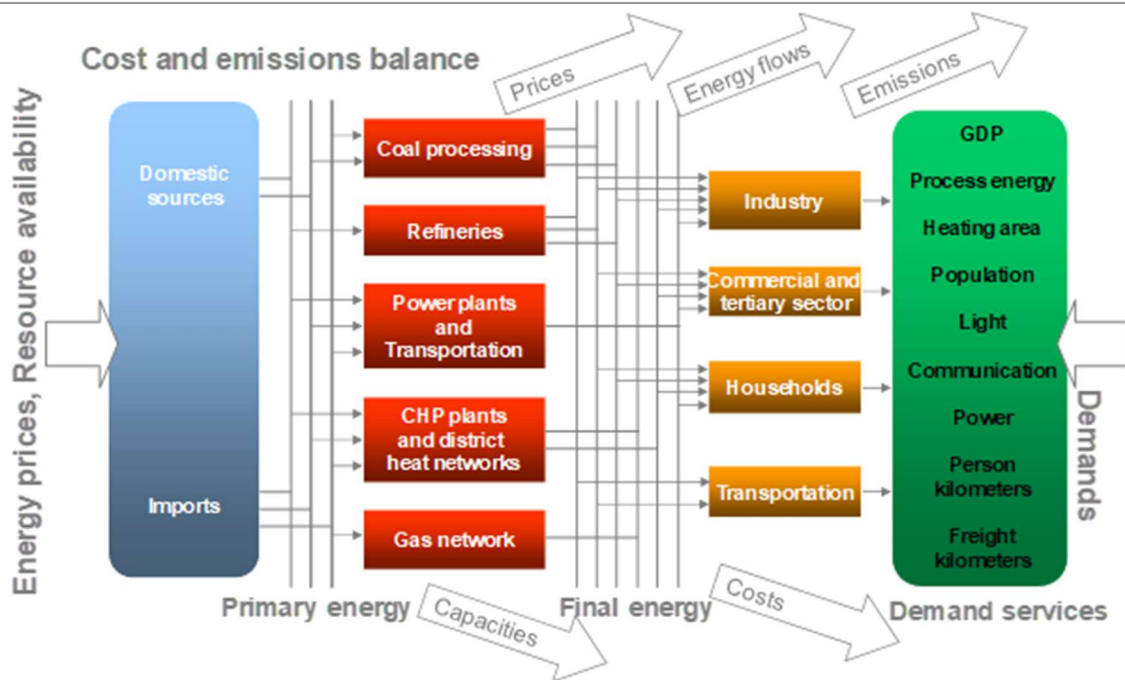 Cost and emissions balance
Prices
Energy flows
Emissions
Energy prices, Resource availability
Domestic
sources
Imports
Primary energy
Coal processing
Refineries
Power plants
and
Transportation
CHP plants
and district
heat networks
Gas network
Capacities
Final energy
Industry
Commercial and
tertiary sector
Households
Transportation
Costs
GDP
Process energy
Heating area
Population
Light
Communication
Power
Person
kilometers
Freight
kilometers
Demand services
Demands